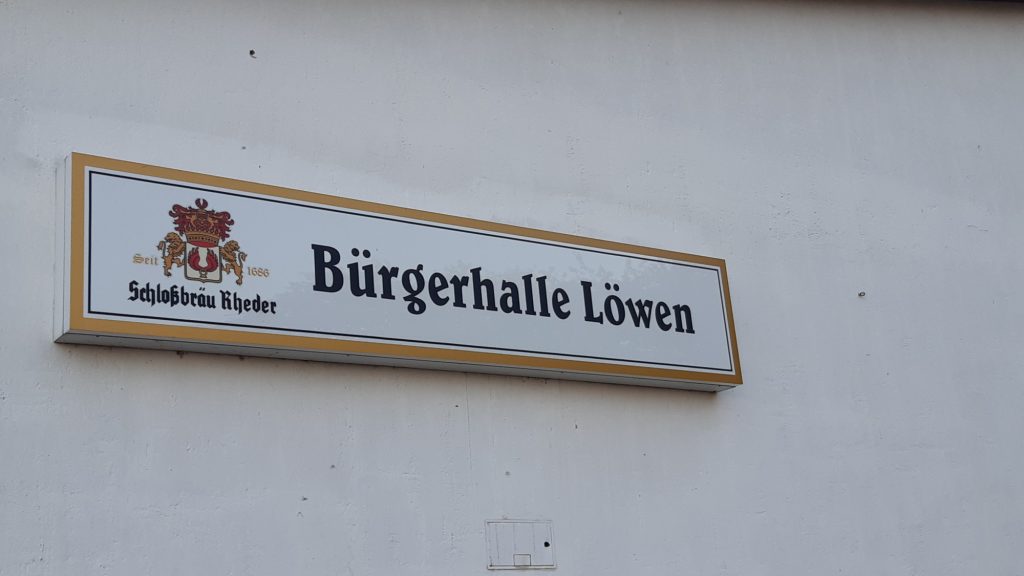 Seit 1686
Schloßbräu Rheder
Bürgerhalle Löwen